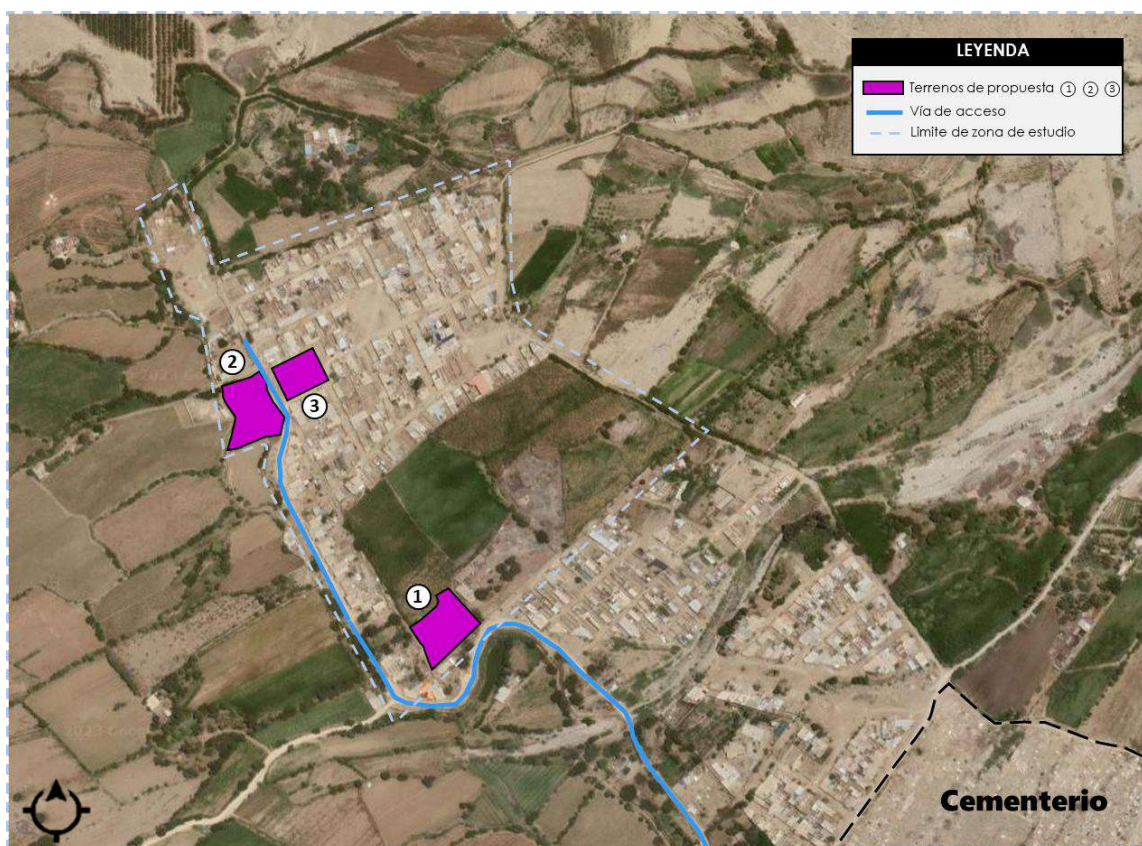 LEYENDA
Terrenos de propuesta ① ② ③
Vía de acceso
Limite de zona de estudio
②
③
①
Cementerio